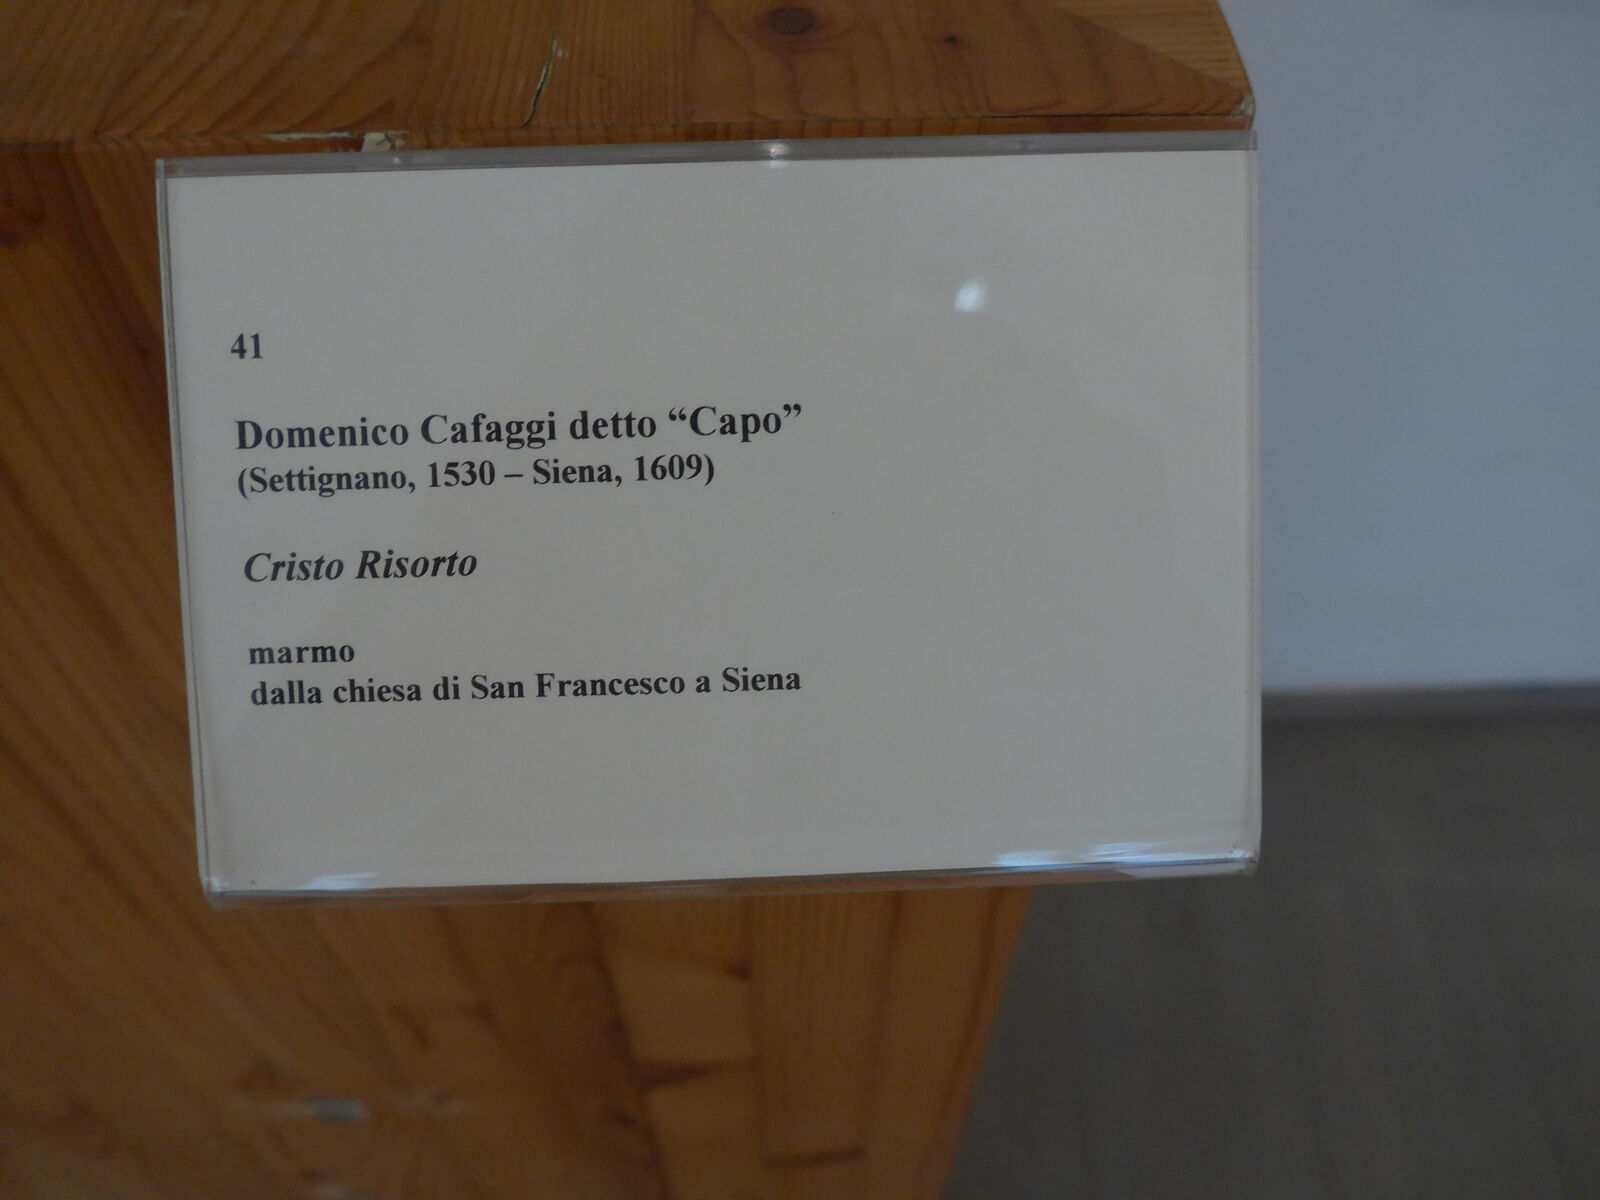 41
Domenico Cafaggi detto “Capo”
(Settignano, 1530 – Siena, 1609)
Cristo Risorto
marmo
dalla chiesa di San Francesco a Siena